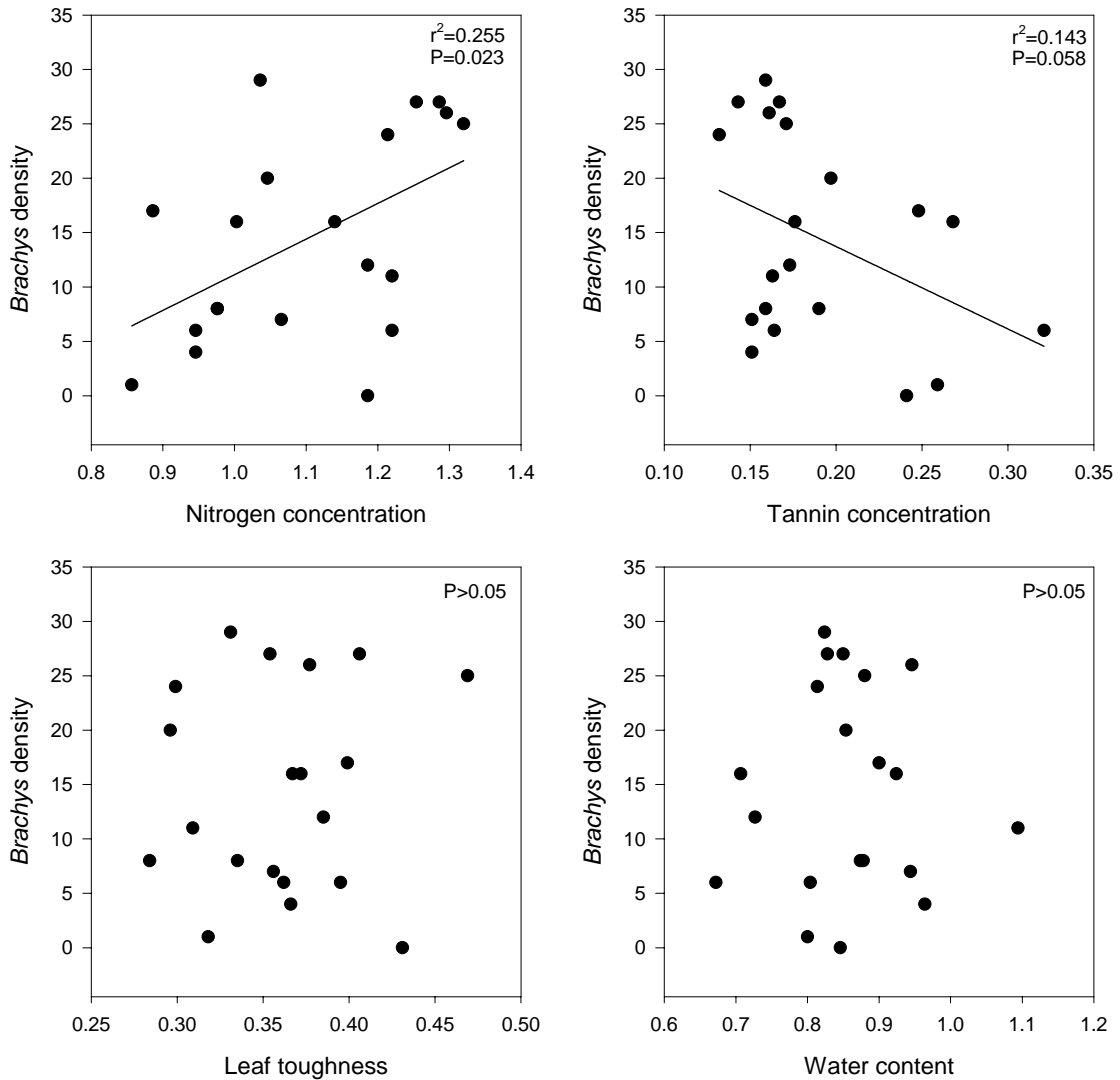 35
30
25
20
15
10
5
0
Brachys density
r²=0.255
P=0.023
0.8 0.9 1.0 1.1 1.2 1.3 1.4
Nitrogen concentration
35
30
25
20
15
10
5
0
Brachys density
r²=0.143
P=0.058
0.10 0.15 0.20 0.25 0.30 0.35
Tannin concentration
35
30
25
20
15
10
5
0
Brachys density
P>0.05
0.25 0.30 0.35 0.40 0.45 0.50
Leaf toughness
35
30
25
20
15
10
5
0
Brachys density
P>0.05
0.6 0.7 0.8 0.9 1.0 1.1 1.2
Water content